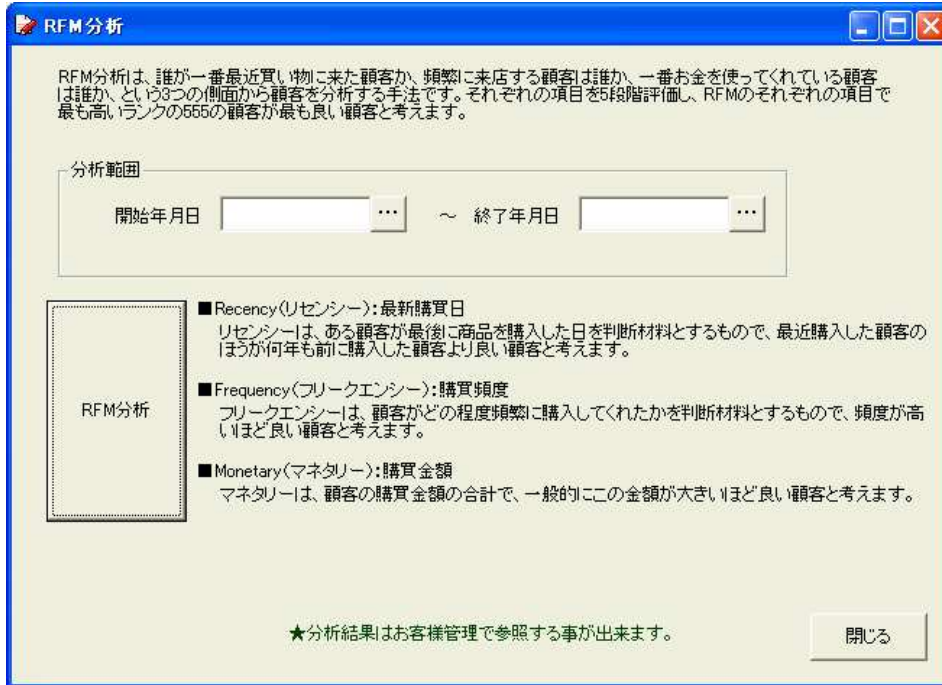 RFM分析
RFM分析は、誰が一番最近買い物に来た顧客か、頻繁に来店する顧客は誰か、一番お金を使ってくれている顧客
は誰か、という3つの側面から顧客を分析する手法です。それぞれの項目を5段階評価し、RFMのそれぞれの項目で
最も高いランクの555の顧客が最も良い顧客と考えます。
分析範囲
開始年月日 ... ～ 終了年月日 ...
RFM分析
■Recency(リセンシー):最新購買日
リセンシーは、ある顧客が最後に商品を購入した日を判断材料とするもので、最近購入した顧客の
ほうが何年も前に購入した顧客より良い顧客と考えます。
■Frequency(フリークエンシー):購買頻度
フリークエンシーは、顧客がどの程度頻繁に購入してくれたかを判断材料とするもので、頻度が高
いほど良い顧客と考えます。
■Monetary(マネタリー):購買金額
マネタリーは、顧客の購買金額の合計で、一般的にこの金額が大きいほど良い顧客と考えます。
★分析結果はお客様管理で参照する事が出来ます。
閉じる